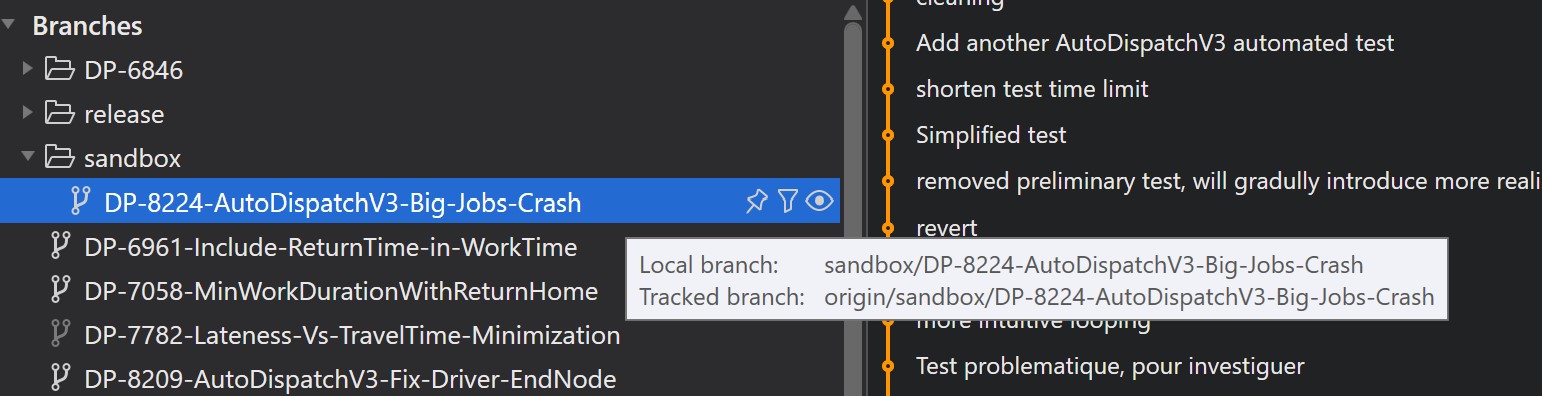 Branches
DP-6846
release
sandbox
DP-8224-AutoDispatchV3-Big-Jobs-Crash
DP-6961-Include-ReturnTime-in-WorkTime
DP-7058-MinWorkDurationWithReturnHome
DP-7782-Lateness-Vs-TravelTime-Minimization
DP-8209-AutoDispatchV3-Fix-Driver-EndNode
cleaning
Add another AutoDispatchV3 automated test
shorten test time limit
Simplified test
removed preliminary test, will gradully introduce more reali
revert
Local branch: sandbox/DP-8224-AutoDispatchV3-Big-Jobs-Crash
Tracked branch: origin/sandbox/DP-8224-AutoDispatchV3-Big-Jobs-Crash
more intuitive looping
Test problematique, pour investiguer